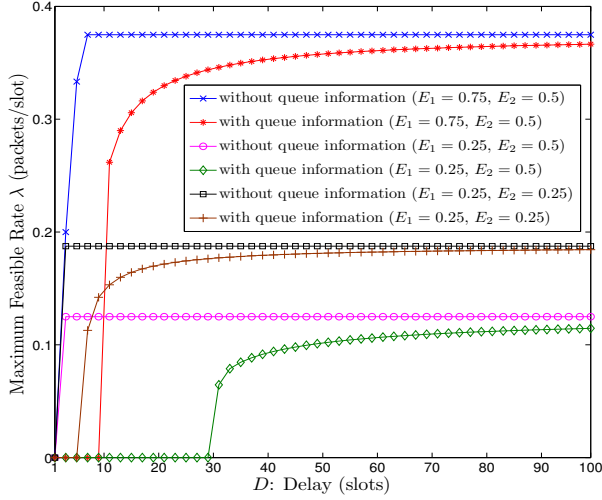 0.4
0.3
0.2
0.1
0
Maximum Feasible Rate λ (packets/slot)
without queue information (E₁ = 0.75, E₂ = 0.5)
with queue information (E₁ = 0.75, E₂ = 0.5)
without queue information (E₁ = 0.25, E₂ = 0.5)
with queue information (E₁ = 0.25, E₂ = 0.5)
without queue information (E₁ = 0.25, E₂ = 0.25)
with queue information (E₁ = 0.25, E₂ = 0.25)
1 10 20 30 40 50 60 70 80 90 100
D: Delay (slots)